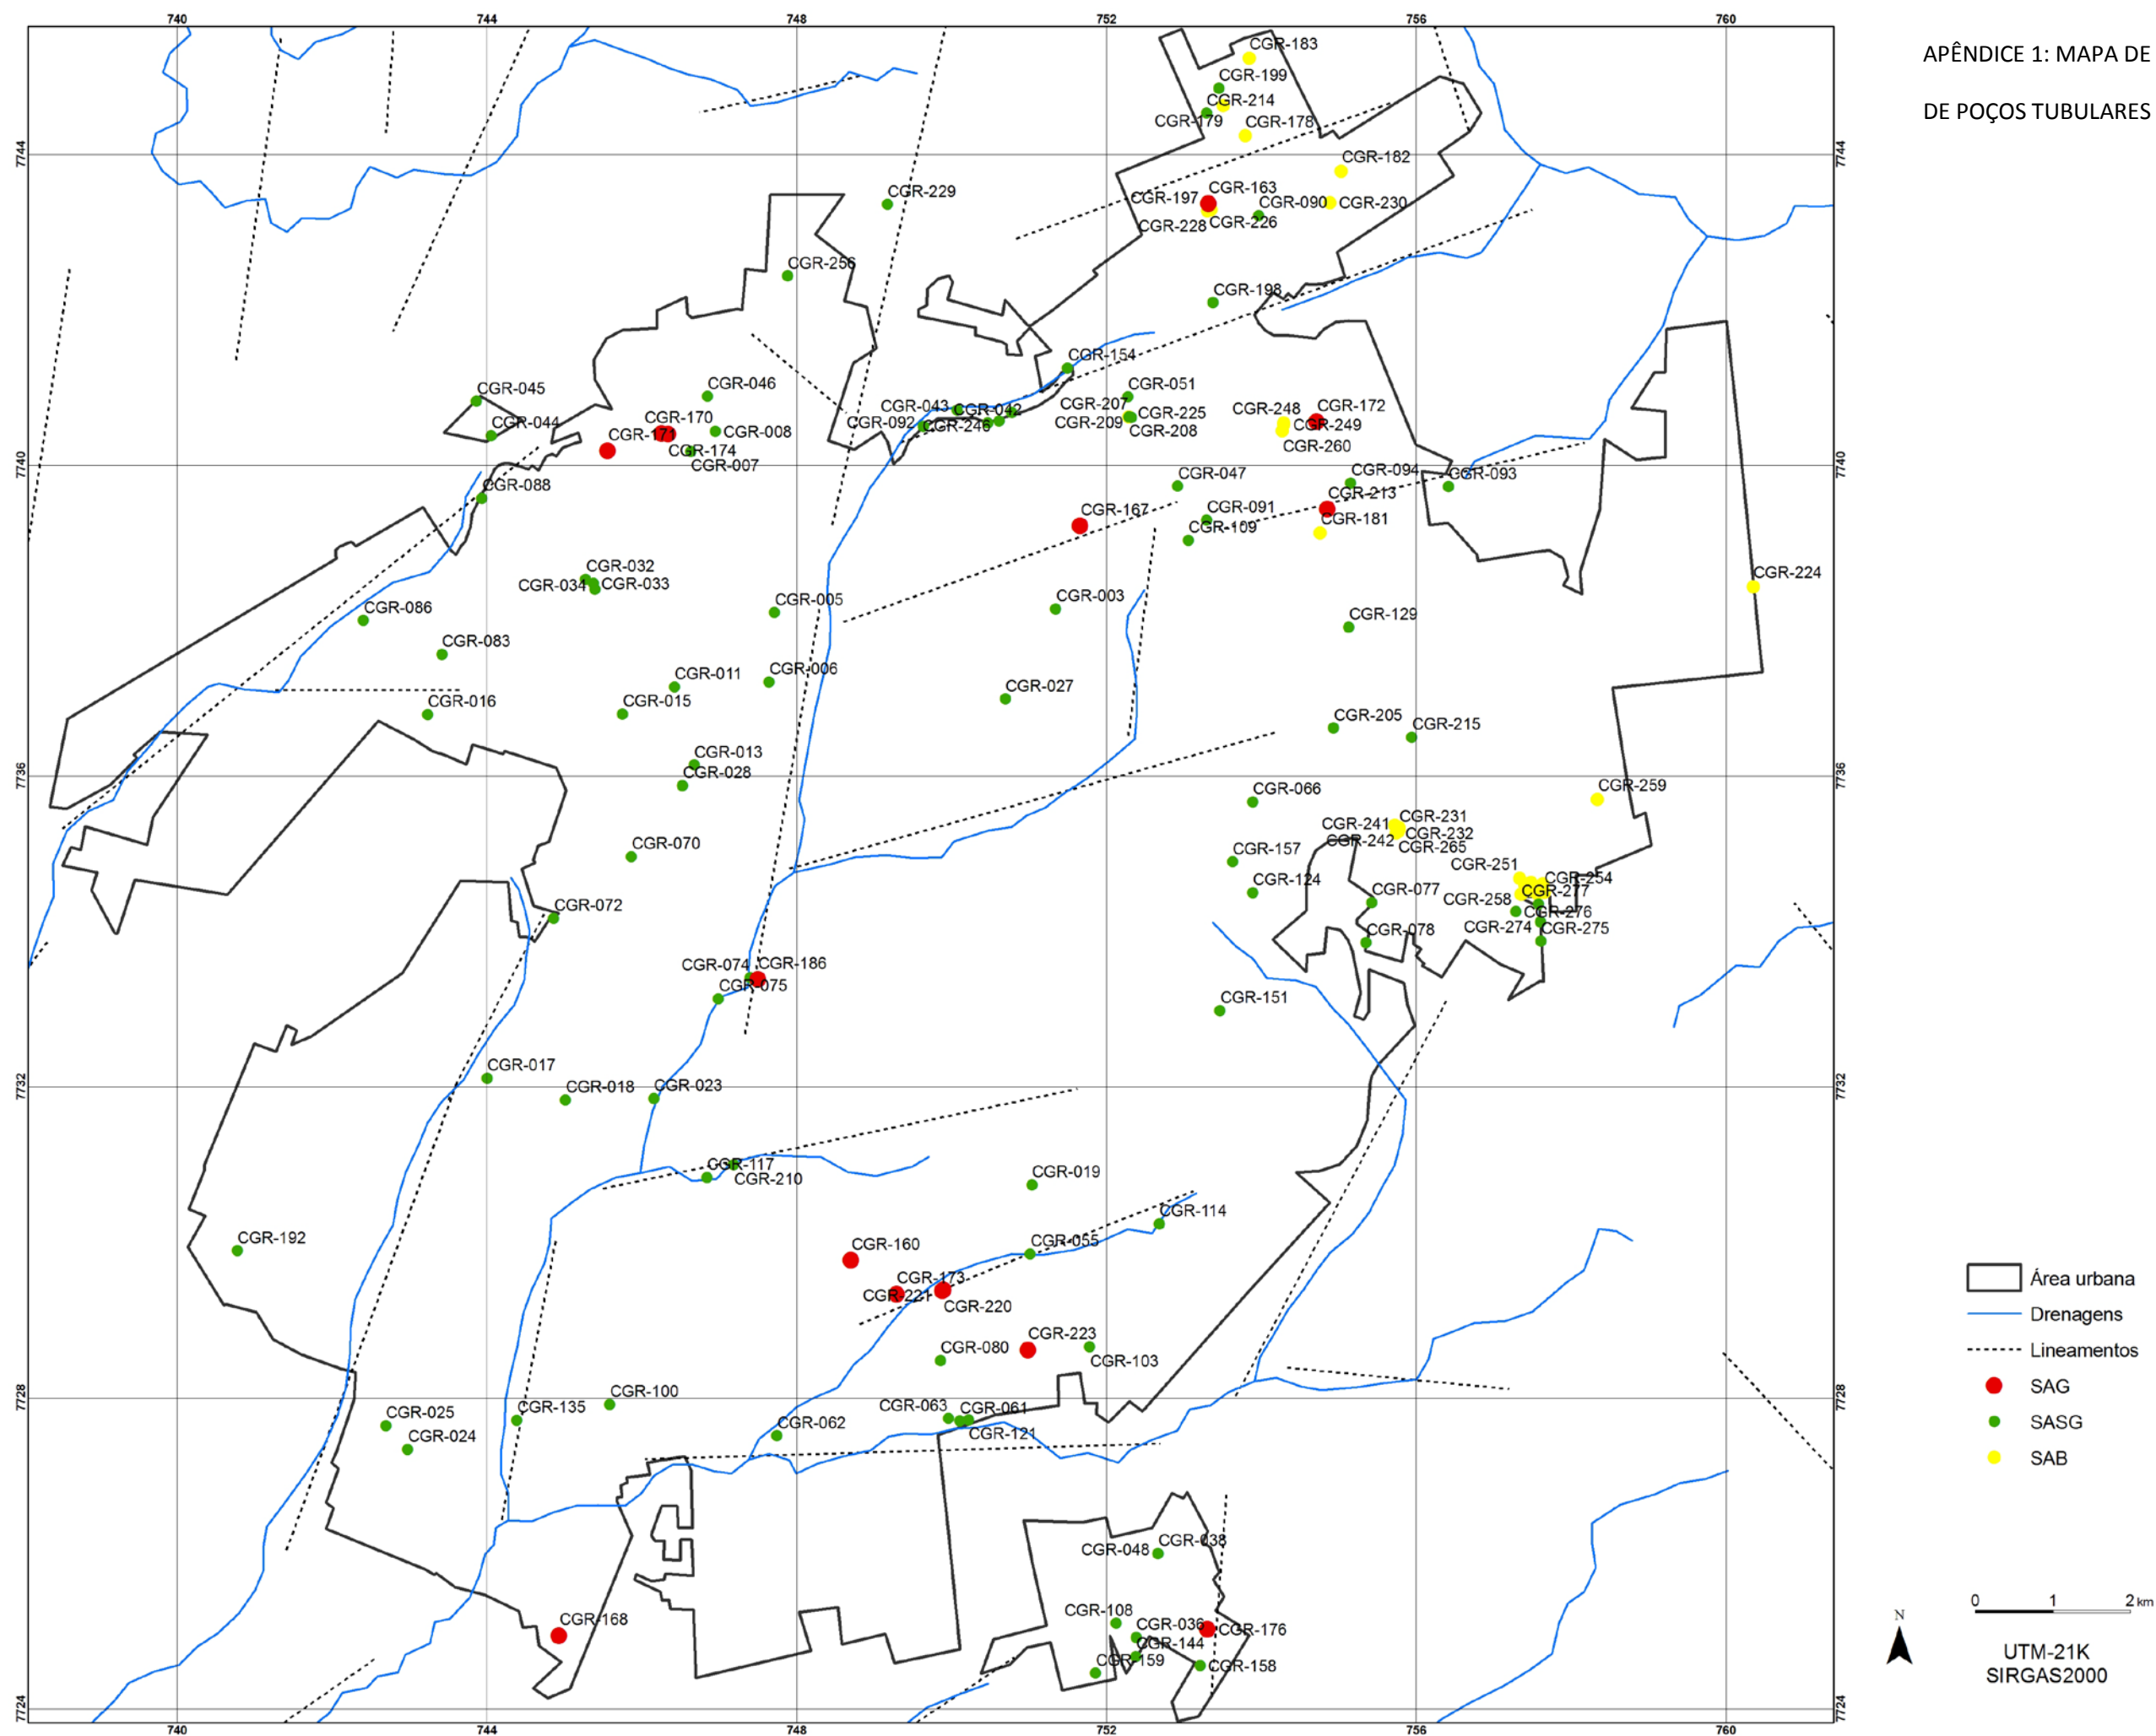 740 744 748 752 756 760
APÊNDICE 1: MAPA DE
DE POÇOS TUBULARES
CGR-183
CGR-199
CGR-214
CGR-179 CGR-178
7744 7744
CGR-182
CGR-229
CGR-197 CGR-163 CGR-090 CGR-230
CGR-228 CGR-226
CGR-256
CGR-198
CGR-154
CGR-045 CGR-046 CGR-051
CGR-043 CGR-042 CGR-207 CGR-225 CGR-248 CGR-172
CGR-044 CGR-170 CGR-092 CGR-246 CGR-209 CGR-208 CGR-249
CGR-171 CGR-008 CGR-260
CGR-174
CGR-007
7740 7740
CGR-088 CGR-047 CGR-094 CGR-093
CGR-213
CGR-167 CGR-091 CGR-181
CGR-109
CGR-032
CGR-034 CGR-033 CGR-224
CGR-086 CGR-005 CGR-003
CGR-129
CGR-083
CGR-011 CGR-006
CGR-016 CGR-015 CGR-027
CGR-205 CGR-215
CGR-013
CGR-028
7736 7736
CGR-066 CGR-259
CGR-241 CGR-231
CGR-242 CGR-232
CGR-265
CGR-070 CGR-157 CGR-251
CGR-124 CGR-254
CGR-077 CGR-258 CGR-277
CGR-072 CGR-276
CGR-078 CGR-274 CGR-275
CGR-074 CGR-186
CGR-075
CGR-151
CGR-017
CGR-018 CGR-023
7732 7732
CGR-117
CGR-210 CGR-019
CGR-114
CGR-192 CGR-160 CGR-055
CGR-173
CGR-221 CGR-220
CGR-223
CGR-080 CGR-103
7728 7728
CGR-025 CGR-135 CGR-100 CGR-063 CGR-061
CGR-024 CGR-062 CGR-121
CGR-038
CGR-048
CGR-168 CGR-108 CGR-036 CGR-176
CGR-144
CGR-159 CGR-158
7724 7724
740 744 748 752 756 760
Área urbana
Drenagens
Lineamentos
SAG
SASG
SAB
0 1 2 km
N
UTM-21K
SIRGAS2000